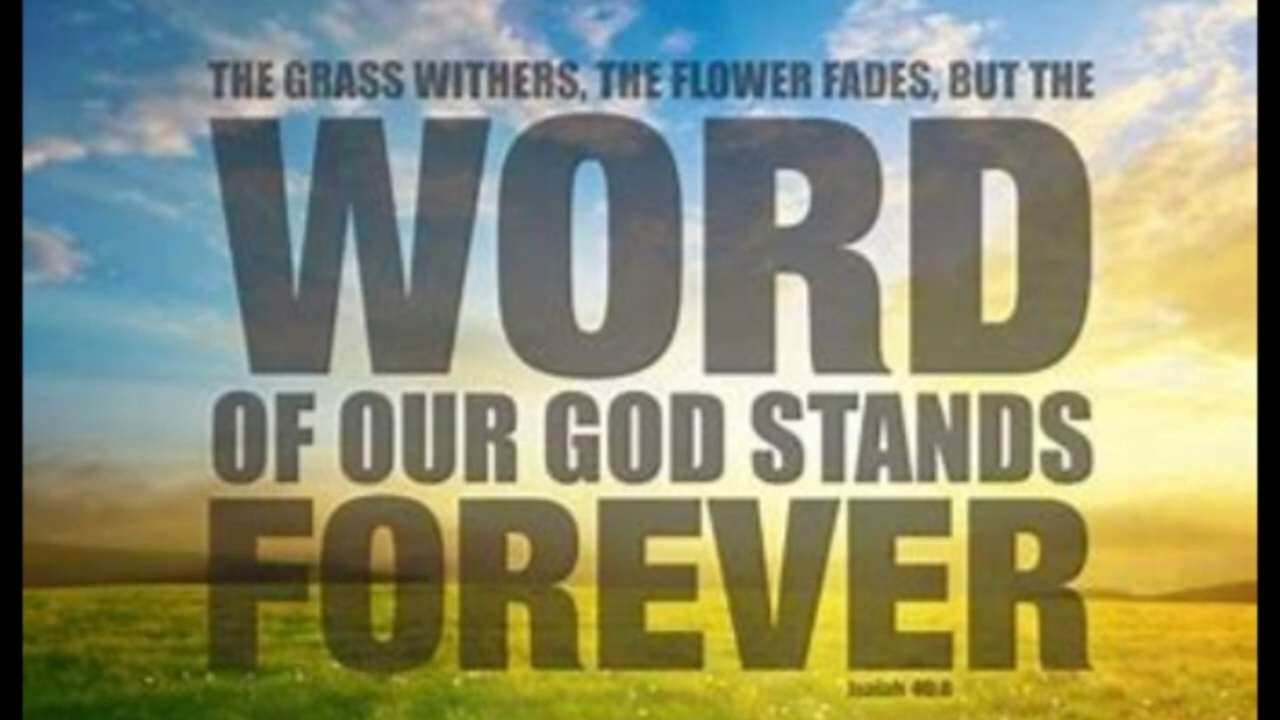 THE GRASS WITHERS, THE FLOWER FADES, BUT THE
WORD
OF OUR GOD STANDS
FOREVER
Isaiah 40:8